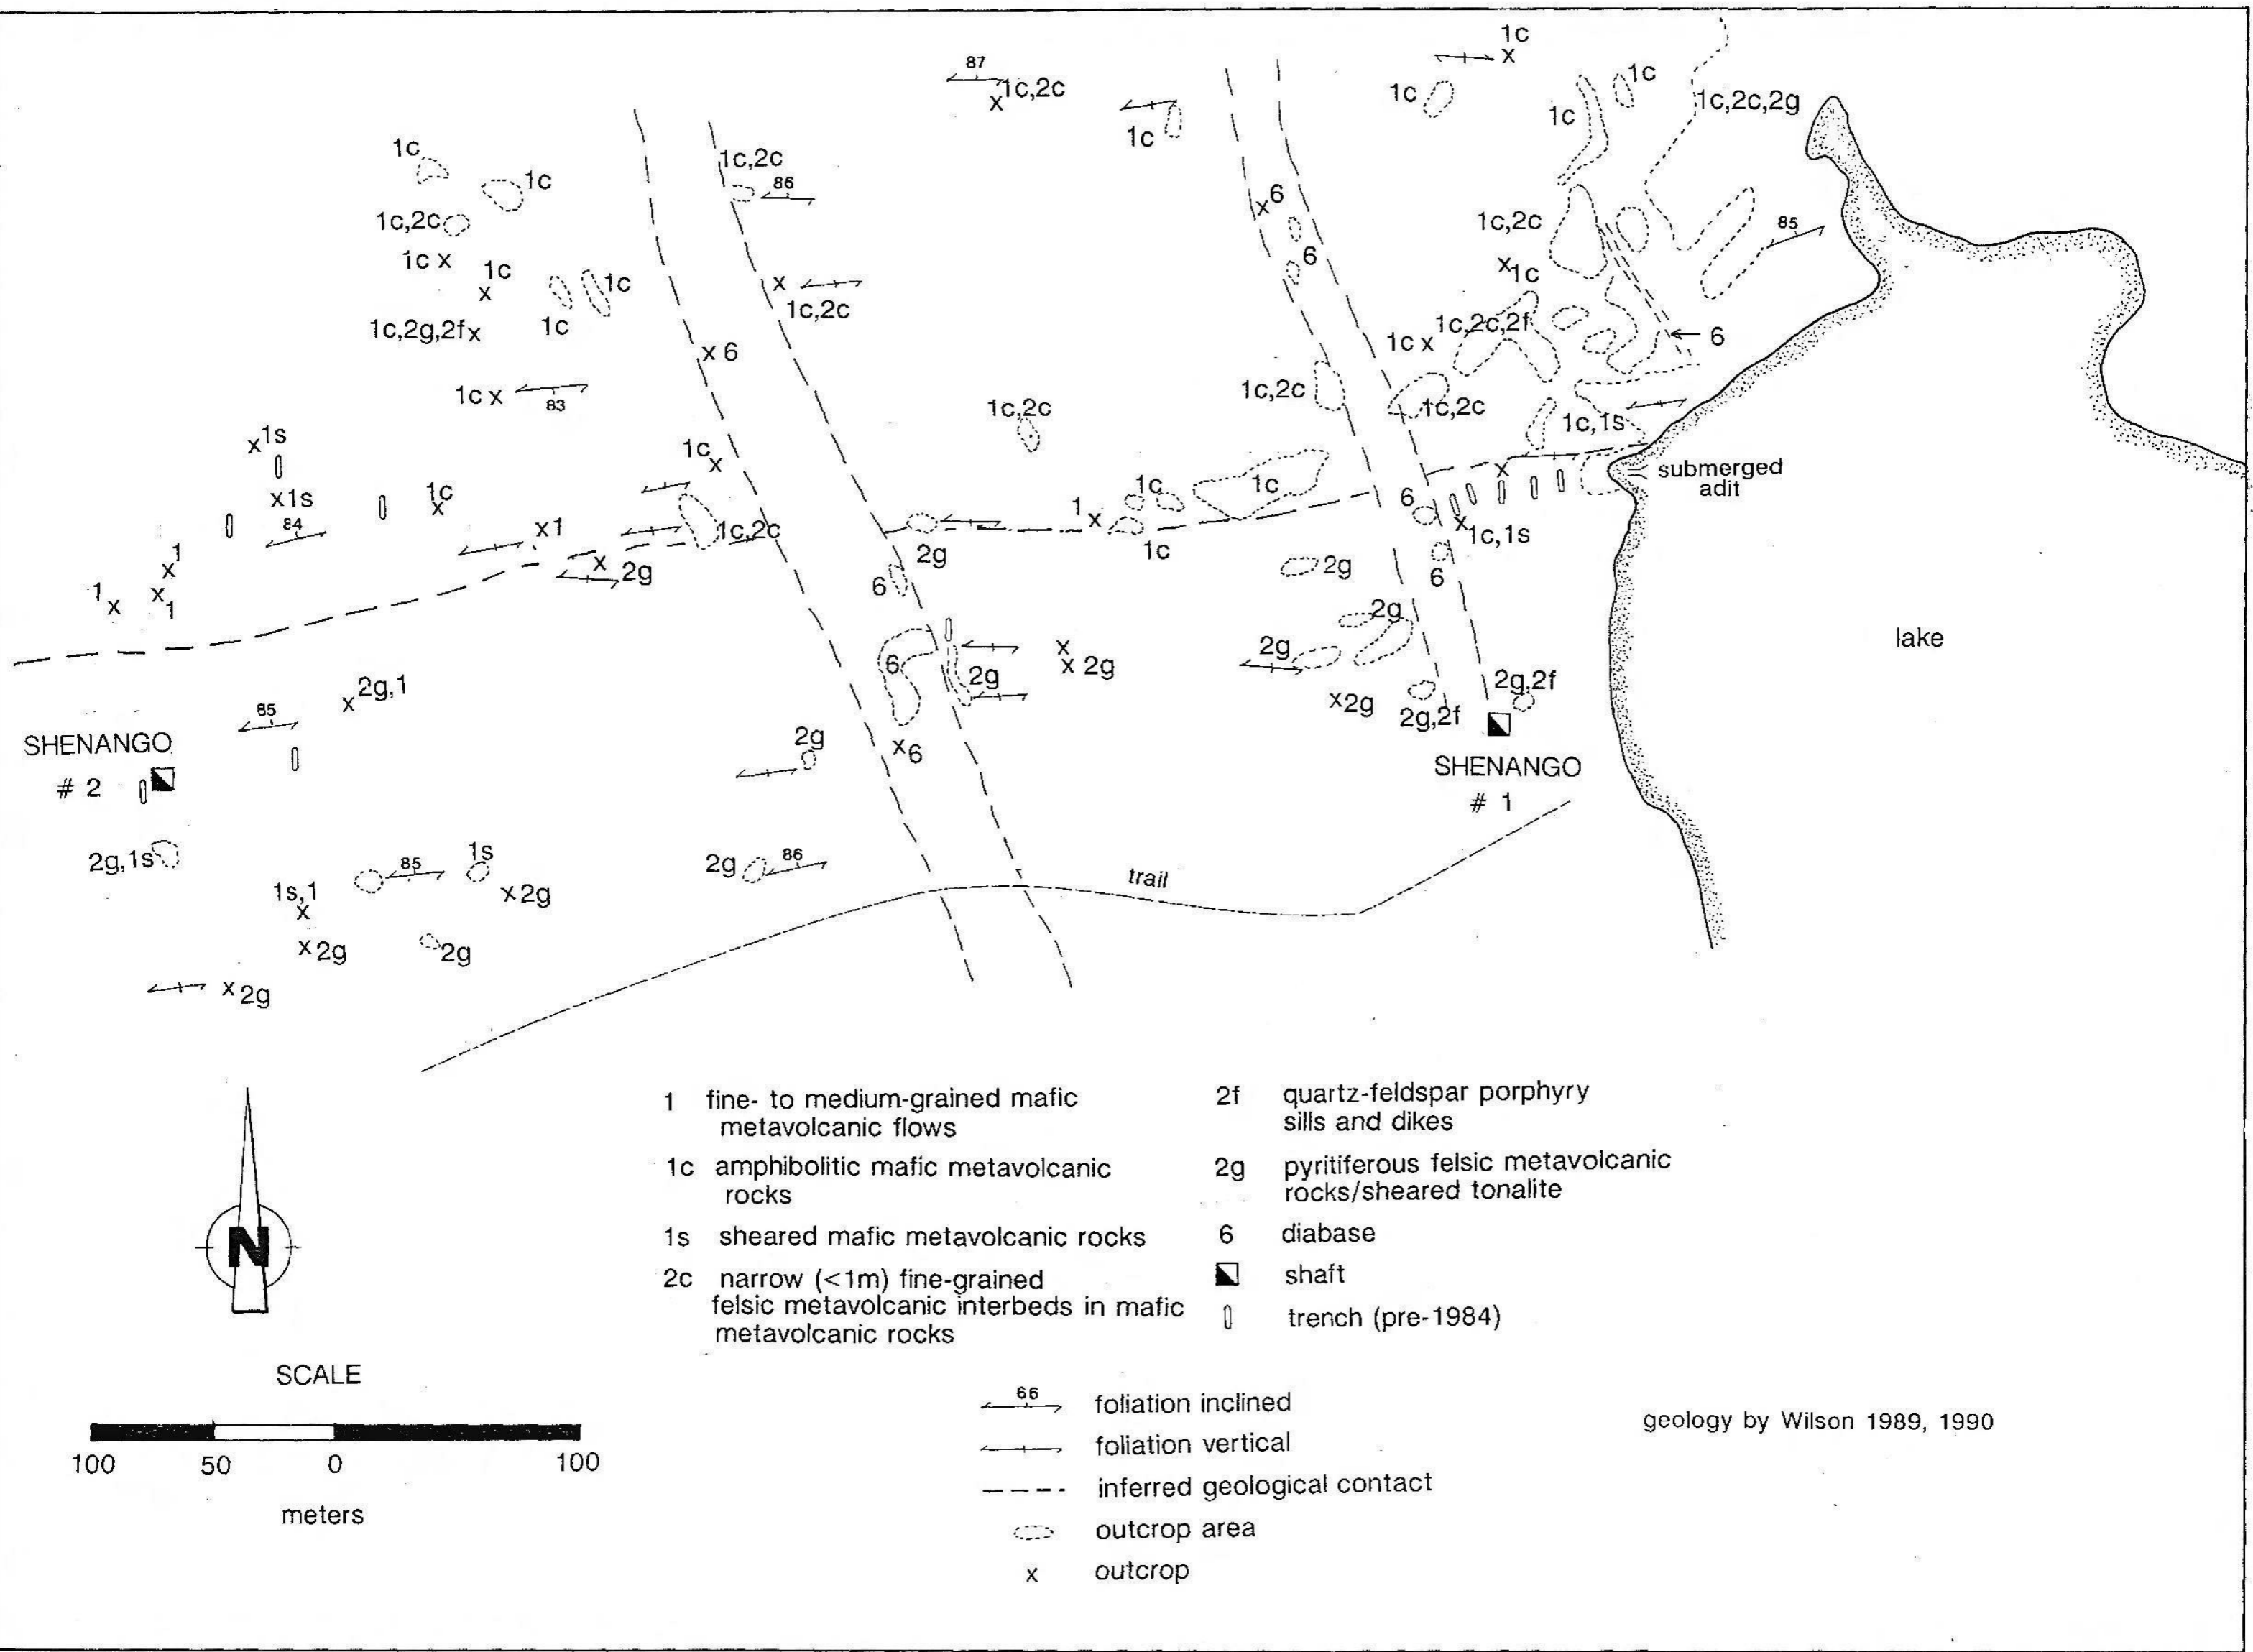 1c
87
1c,2c
1c
1c
1c
1c
1c,2c,2g
1c
1c
1c,2c
86
1c
1c,2c
6
1c,2c
85
1c x
1c
6
1c
1c
1c
1c,2c
1c,2g,2f
1c,2c,2f
6
6
1c
1c
83
1c,2c
1c,2c
1c,2c
1c,1s
1s
1c
submerged
adit
1s
1c
84
1
1c
1c
6
1
1c,2c
1c
1c,1s
1
2g
2g
2g
6
1
1
6
2g
lake
6
2g
2g
2g
2g,1
85
2g
2g,2f
2g,2f
SHENANGO
# 2
2g
6
SHENANGO
# 1
2g,1s
1s
85
2g
86
1s,1
2g
trail
2g
2g
2g
1 fine- to medium-grained mafic
metavolcanic flows
1c amphibolitic mafic metavolcanic
rocks
1s sheared mafic metavolcanic rocks
2c narrow (<1m) fine-grained
felsic metavolcanic interbeds in mafic
metavolcanic rocks
2f quartz-feldspar porphyry
sills and dikes
2g pyritiferous felsic metavolcanic
rocks/sheared tonalite
6 diabase
shaft
trench (pre-1984)
N
SCALE
100 50 0 100
meters
66 foliation inclined
foliation vertical
inferred geological contact
outcrop area
x outcrop
geology by Wilson 1989, 1990